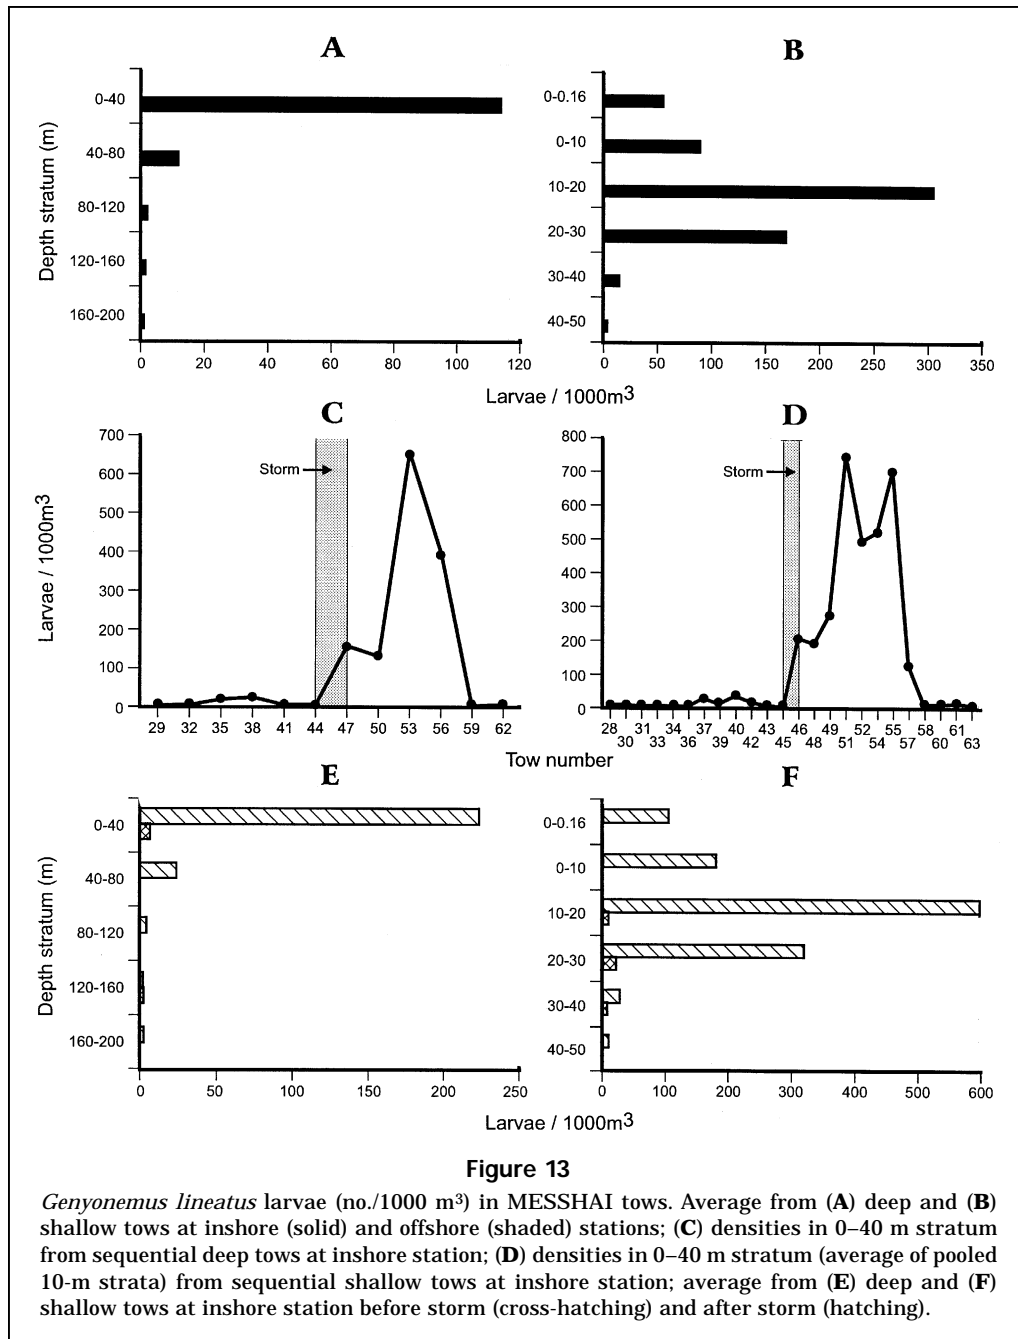 A
B
Depth stratum (m)
0-40
40-80
80-120
120-160
160-200
0 20 40 60 80 100 120
0-0.16
0-10
10-20
20-30
30-40
40-50
0 50 100 150 200 250 300 350
Larvae / 1000m3
C
D
Larvae / 1000m3
700
600
500
400
300
200
100
0
Storm
29 32 35 38 41 44 47 50 53 56 59 62
800
700
600
500
400
300
200
100
0
Storm
28 31 34 37 40 43 46 49 52 55 58 61
30 33 36 39 42 45 48 51 54 57 60 63
Tow number
E
F
Depth stratum (m)
0-40
40-80
80-120
120-160
160-200
0 50 100 150 200 250
0-0.16
0-10
10-20
20-30
30-40
40-50
0 100 200 300 400 500 600
Larvae / 1000m3
Figure 13
Genyonemus lineatus larvae (no./1000 m³) in MESSHAI tows. Average from (A) deep and (B)
shallow tows at inshore (solid) and offshore (shaded) stations; (C) densities in 0–40 m stratum
from sequential deep tows at inshore station; (D) densities in 0–40 m stratum (average of pooled
10-m strata) from sequential shallow tows at inshore station; average from (E) deep and (F)
shallow tows at inshore station before storm (cross-hatching) and after storm (hatching).